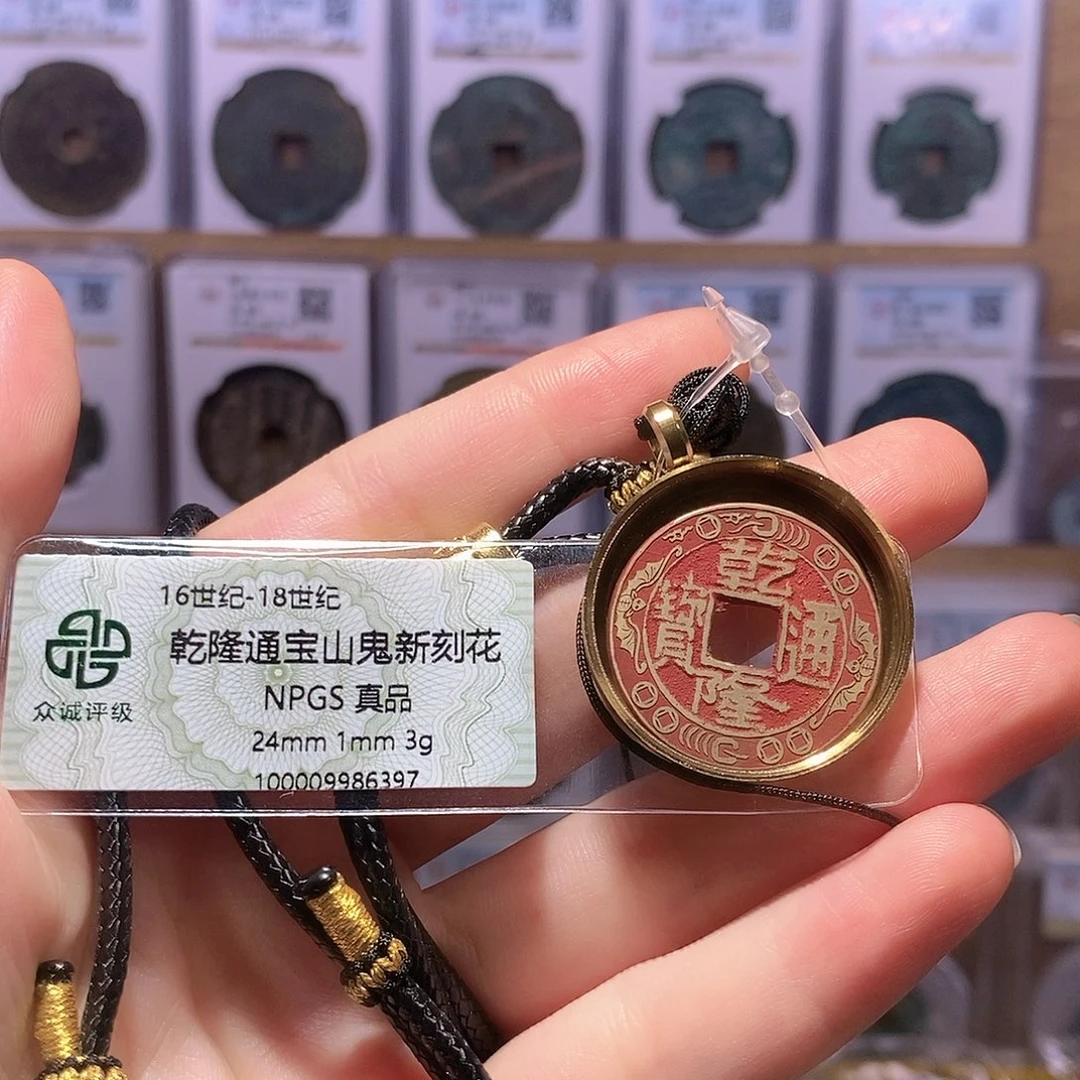 16世纪-18世纪
乾隆通宝山鬼新刻花
NPGS 真品
24mm 1mm 3g
100009986397
众诚评级
乾隆通寶